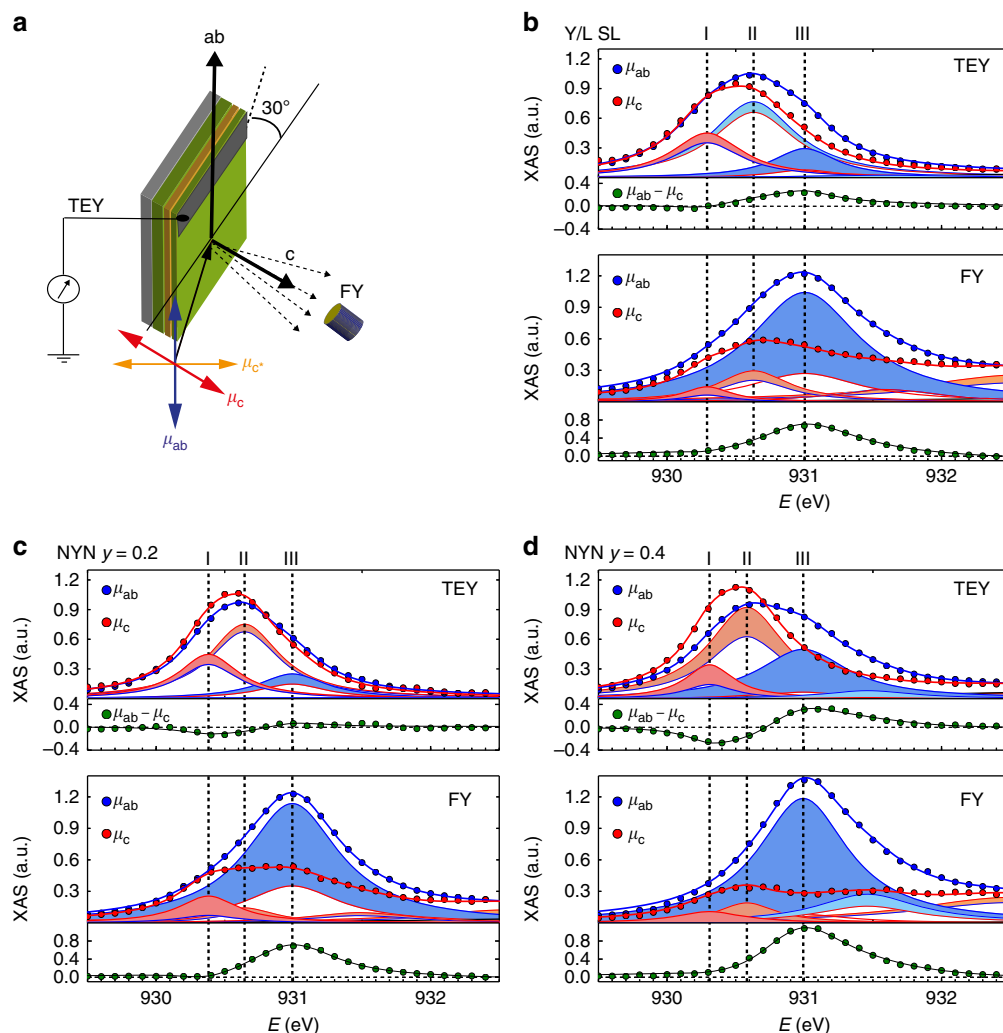 a
ab
30°
TEY
c
FY
μc*
μc
μab
b
Y/L SL
I II III
TEY
μab
μc
XAS (a.u.)
1.2
0.9
0.6
0.3
μab – μc
0.4
0.0
–0.4
FY
μab
μc
XAS (a.u.)
1.2
0.9
0.6
0.3
0.8
0.4
0.0
930 931 932
E (eV)
c
NYN y = 0.2
I II III
TEY
μab
μc
XAS (a.u.)
1.2
0.9
0.6
0.3
μab – μc
0.4
0.0
–0.4
FY
μab
μc
XAS (a.u.)
1.2
0.9
0.6
0.3
0.8
0.4
0.0
930 931 932
E (eV)
d
NYN y = 0.4
I II III
TEY
μab
μc
XAS (a.u.)
1.2
0.9
0.6
0.3
μab – μc
0.4
0.0
–0.4
FY
μab
μc
XAS (a.u.)
1.2
0.9
0.6
0.3
0.8
0.4
0.0
930 931 932
E (eV)